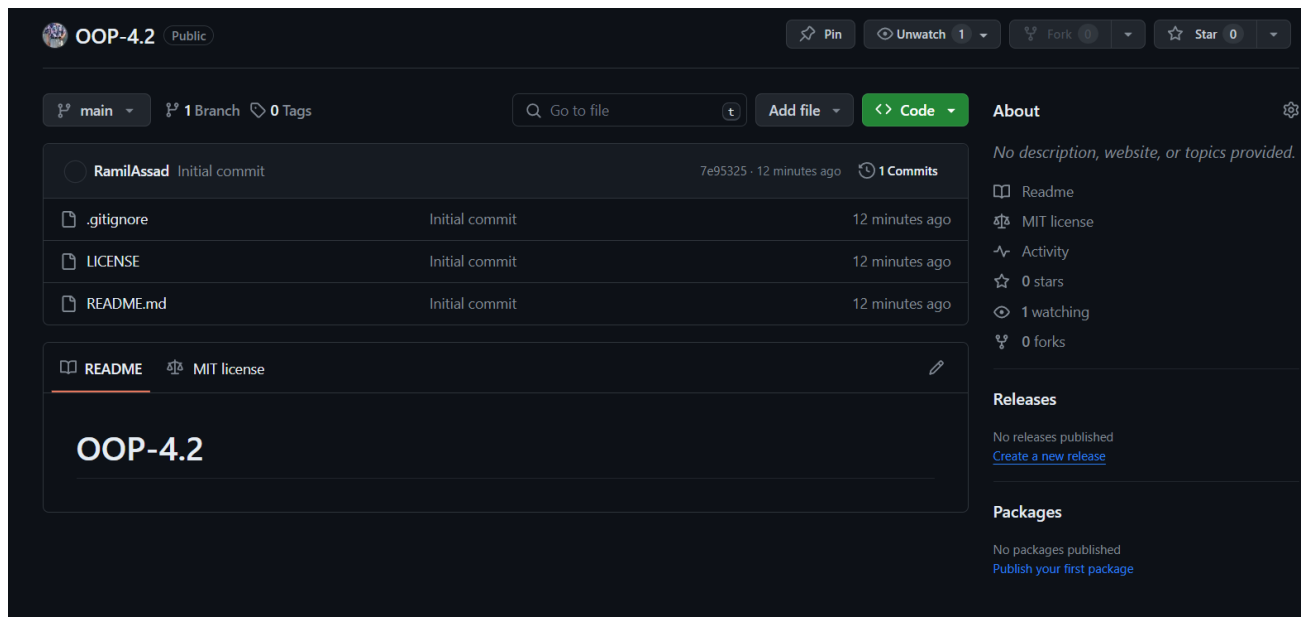 OOP-4.2 Public
Pin
Unwatch 1
Fork 0
Star 0
main
1 Branch
0 Tags
Go to file
t
Add file
Code
RamilAssad Initial commit
7e95325 · 12 minutes ago
1 Commits
.gitignore Initial commit 12 minutes ago
LICENSE Initial commit 12 minutes ago
README.md Initial commit 12 minutes ago
README
MIT license
OOP-4.2
About
No description, website, or topics provided.
Readme
MIT license
Activity
0 stars
1 watching
0 forks
Releases
No releases published
Create a new release
Packages
No packages published
Publish your first package